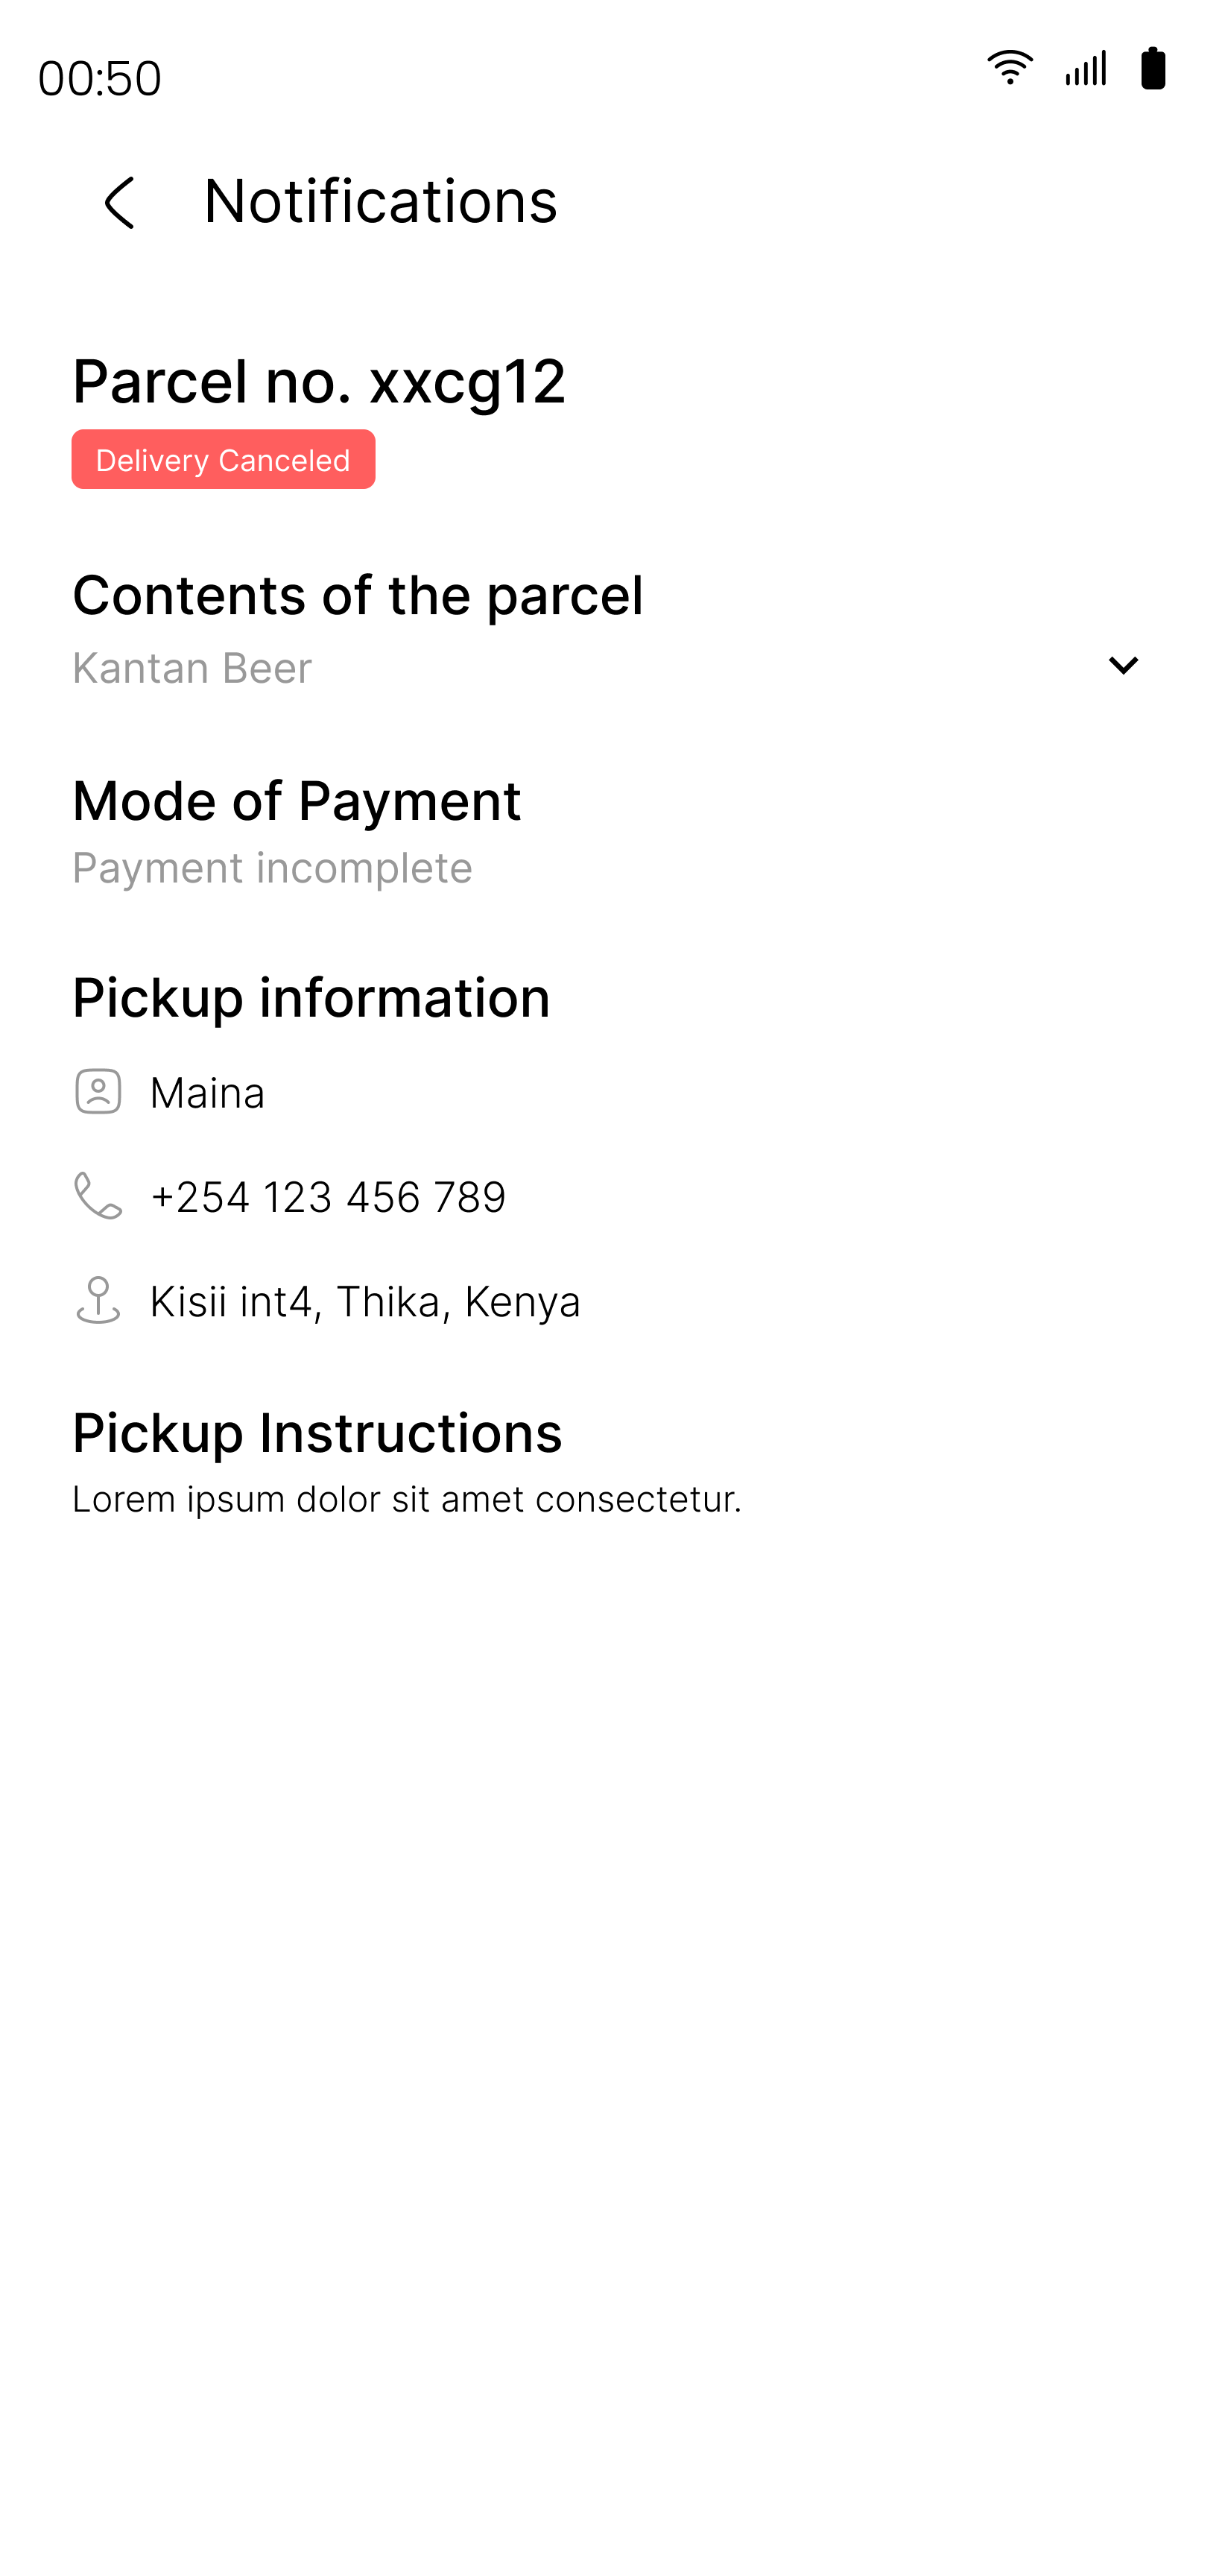 00:50
Notifications
Parcel no. xxcg12
Delivery Canceled
Contents of the parcel
Kantan Beer
Mode of Payment
Payment incomplete
Pickup information
Maina
+254 123 456 789
Kisii int4, Thika, Kenya
Pickup Instructions
Lorem ipsum dolor sit amet consectetur.